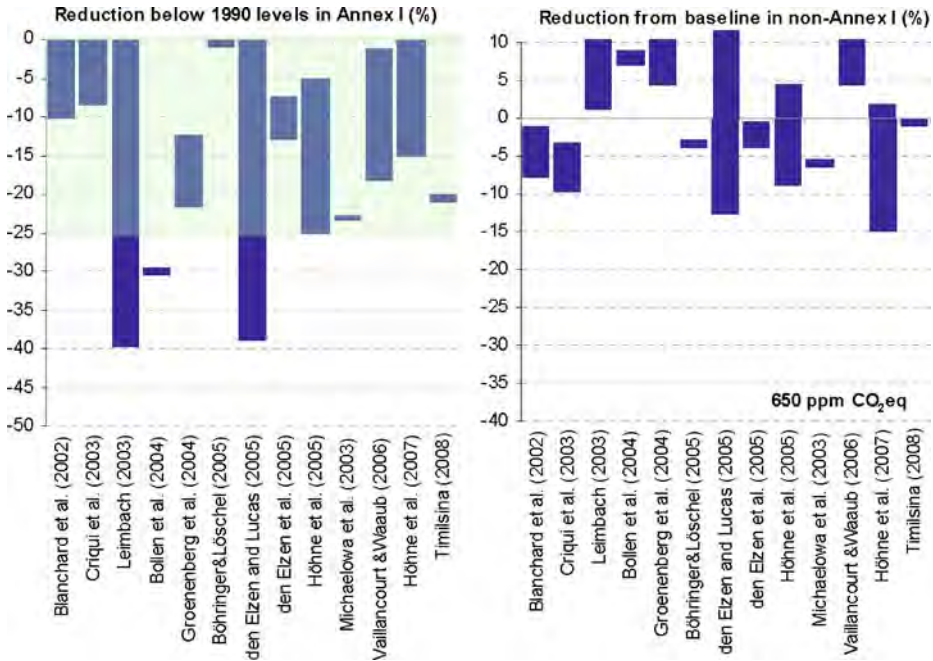 Reduction below 1990 levels in Annex I (%)
0
-5
-10
-15
-20
-25
-30
-35
-40
-45
-50
Blanchard et al. (2002)
Criqui et al. (2003)
Leimbach (2003)
Bollen et al. (2004)
Groenenberg et al. (2004)
Böhringer&Löschel (2005)
den Elzen and Lucas (2005)
den Elzen et al. (2005)
Höhne et al. (2005)
Michaelowa et al. (2003)
Vaillancourt &Waaub (2006)
Höhne et al. (2007)
Timilsina (2008)
Reduction from baseline in non-Annex I (%)
10
5
0
-5
-10
-15
-20
-25
-30
-35
-40
650 ppm CO₂eq
Blanchard et al. (2002)
Criqui et al. (2003)
Leimbach (2003)
Bollen et al. (2004)
Groenenberg et al. (2004)
Böhringer&Löschel (2005)
den Elzen and Lucas (2005)
den Elzen et al. (2005)
Höhne et al. (2005)
Michaelowa et al. (2003)
Vaillancourt &Waaub (2006)
Höhne et al. (2007)
Timilsina (2008)